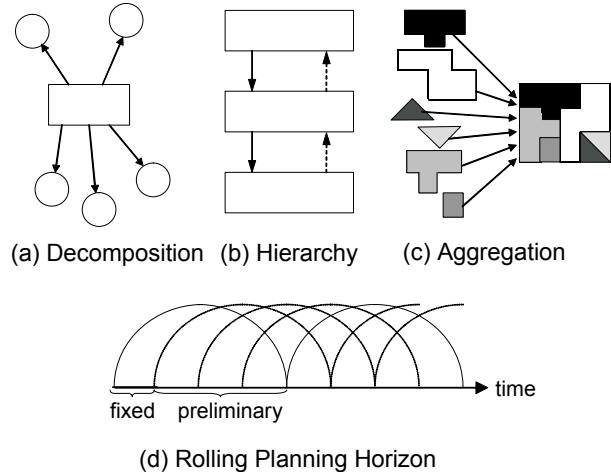 (a) Decomposition (b) Hierarchy (c) Aggregation
time
fixed preliminary
(d) Rolling Planning Horizon